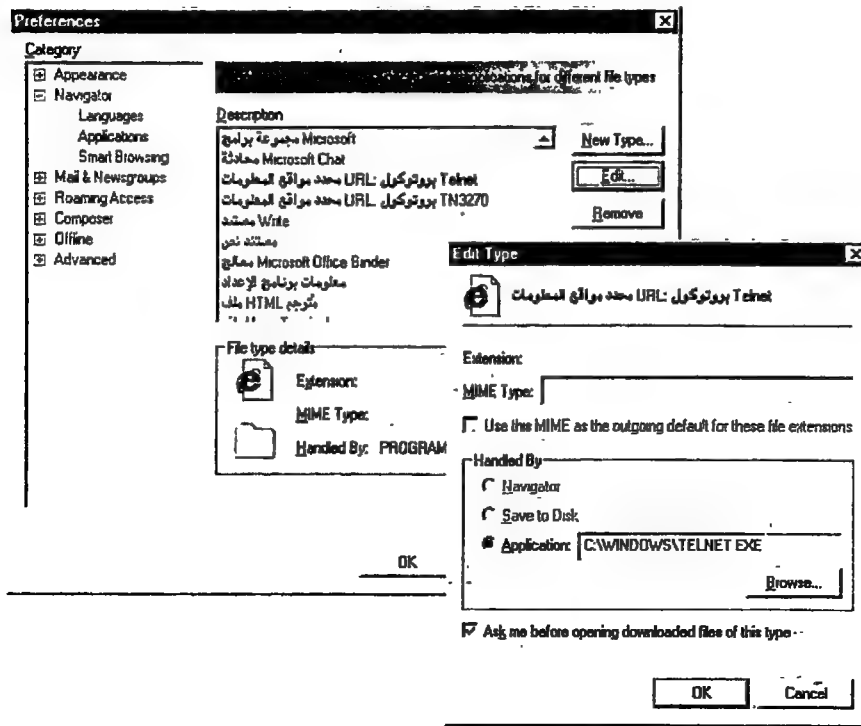 Preferences
Category
Appearance
Navigator
Languages
Applications
Smart Browsing
Mail & Newsgroups
Roaming Access
Composer
Offline
Advanced
applications for different file types
Description
Microsoft مجموعة برامج
Microsoft Chat محادثة
Telnet بروتوكول :URL محدد مواقع المعلومات
TN3270 بروتوكول :URL محدد مواقع المعلومات
Write مستند
مستند نص
Microsoft Office Binder معالج
معلومات برنامج الإعداد
مُترجم HTML ملف
New Type...
Edit...
Remove
File type details
Extension:
MIME Type:
Handled By: PROGRAM
OK
Edit Type
Telnet بروتوكول :URL محدد مواقع المعلومات
Extension:
MIME Type:
Use this MIME as the outgoing default for these file extensions
Handled By
Navigator
Save to Disk
Application: C:\WINDOWS\TELNET EXE
Browse...
Ask me before opening downloaded files of this type
OK
Cancel